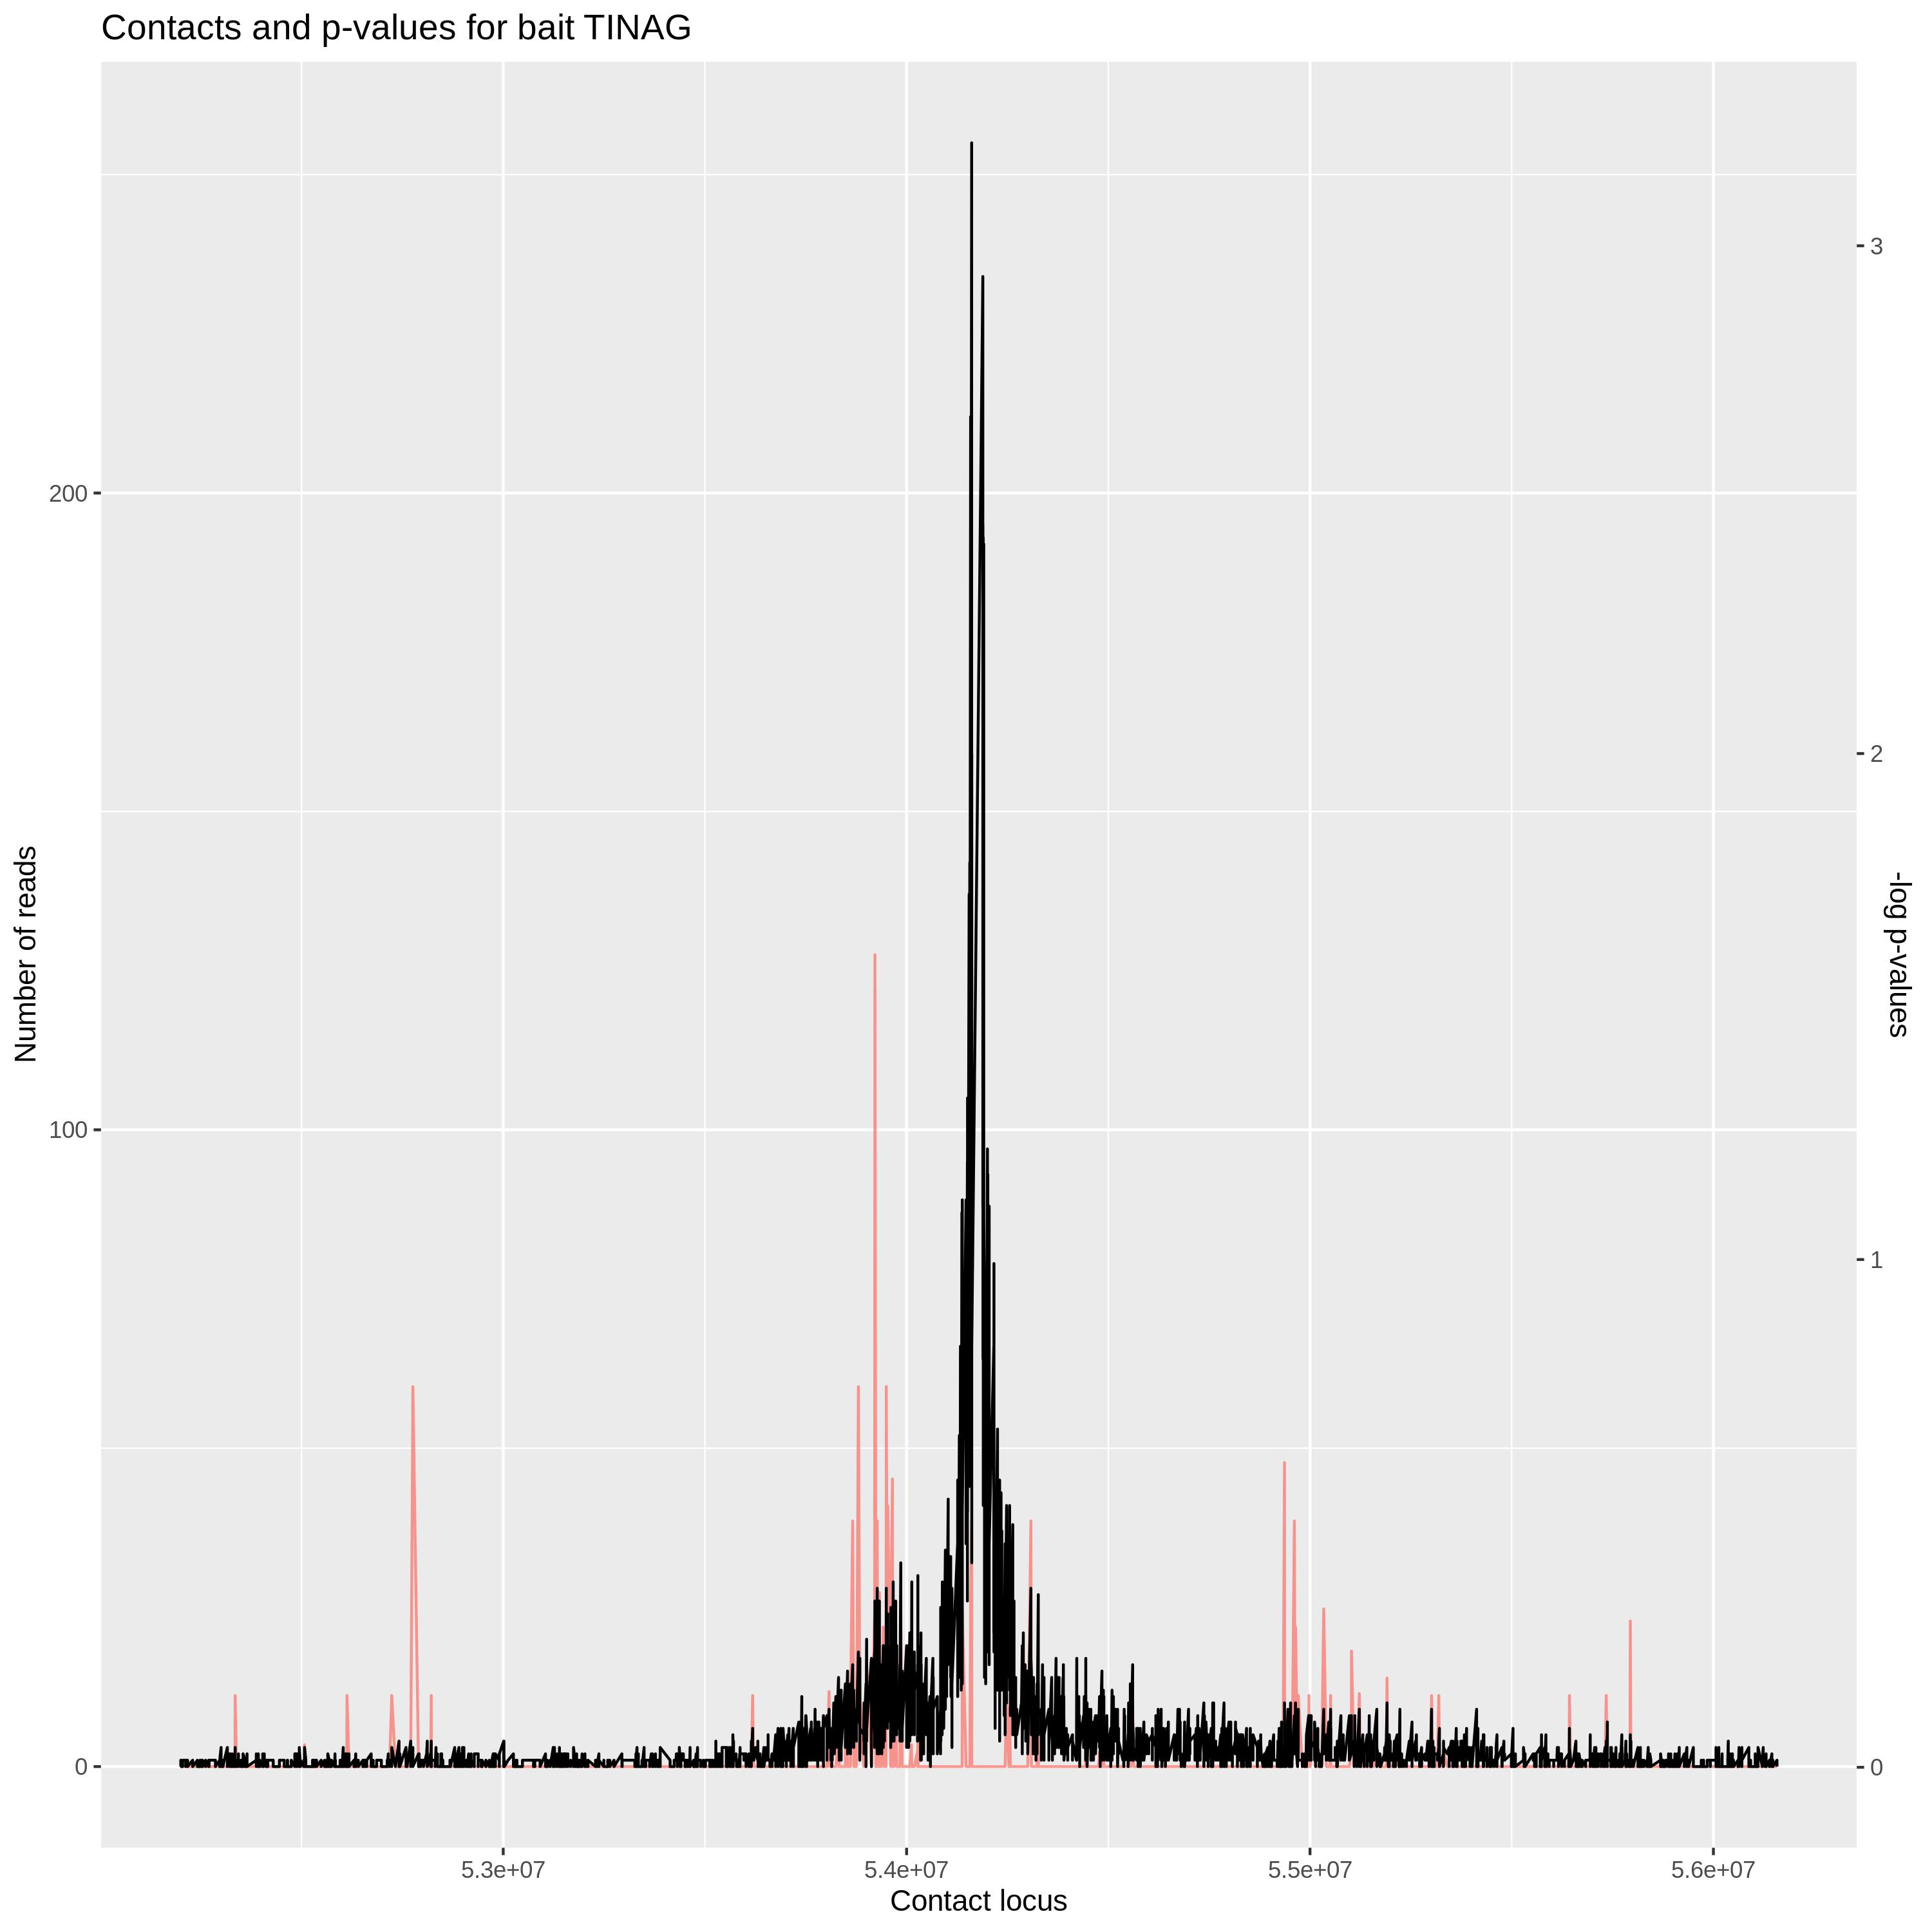 Contacts and p-values for bait TINAG
Number of reads
200
100
0
3
2
1
0
-log p-values
5.3e+07
5.4e+07
5.5e+07
5.6e+07
Contact locus